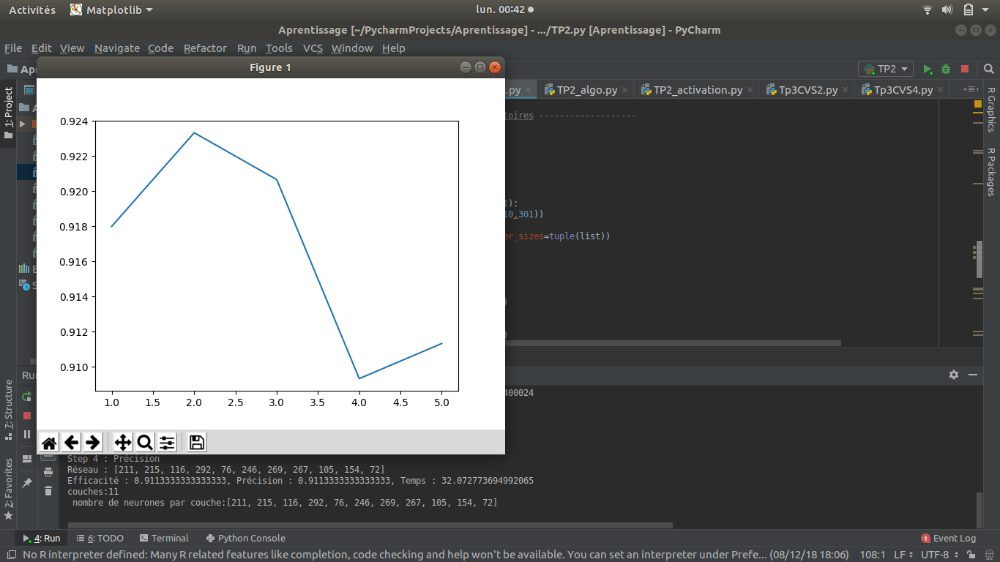 Activités Matplotlib lun. 00:42
Aprentissage [~/PycharmProjects/Aprentissage] - .../TP2.py [Aprentissage] - PyCharm
File Edit View Navigate Code Refactor Run Tools VCS Window Help
Figure 1
TP2
.py TP2_algo.py TP2_activation.py Tp3CVS2.py Tp3CVS4.py
1: Project
7: Structure
2: Favorites
R Graphics
R Packages
toires -------------------
):
10,301))
er_sizes=tuple(list))
0.924
0.922
0.920
0.918
0.916
0.914
0.912
0.910
1.0 1.5 2.0 2.5 3.0 3.5 4.0 4.5 5.0
400024
Step 4 : Précision
Réseau : [211, 215, 116, 292, 76, 246, 269, 267, 105, 154, 72]
Efficacité : 0.9113333333333333, Précision : 0.9113333333333333, Temps : 32.072773694992065
couches:11
nombre de neurones par couche:[211, 215, 116, 292, 76, 246, 269, 267, 105, 154, 72]
4: Run 6: TODO Terminal Python Console 1 Event Log
No R interpreter defined: Many R related features like completion, code checking and help won't be available. You can set an interpreter under Prefe... (08/12/18 18:06) 108:1 LF UTF-8